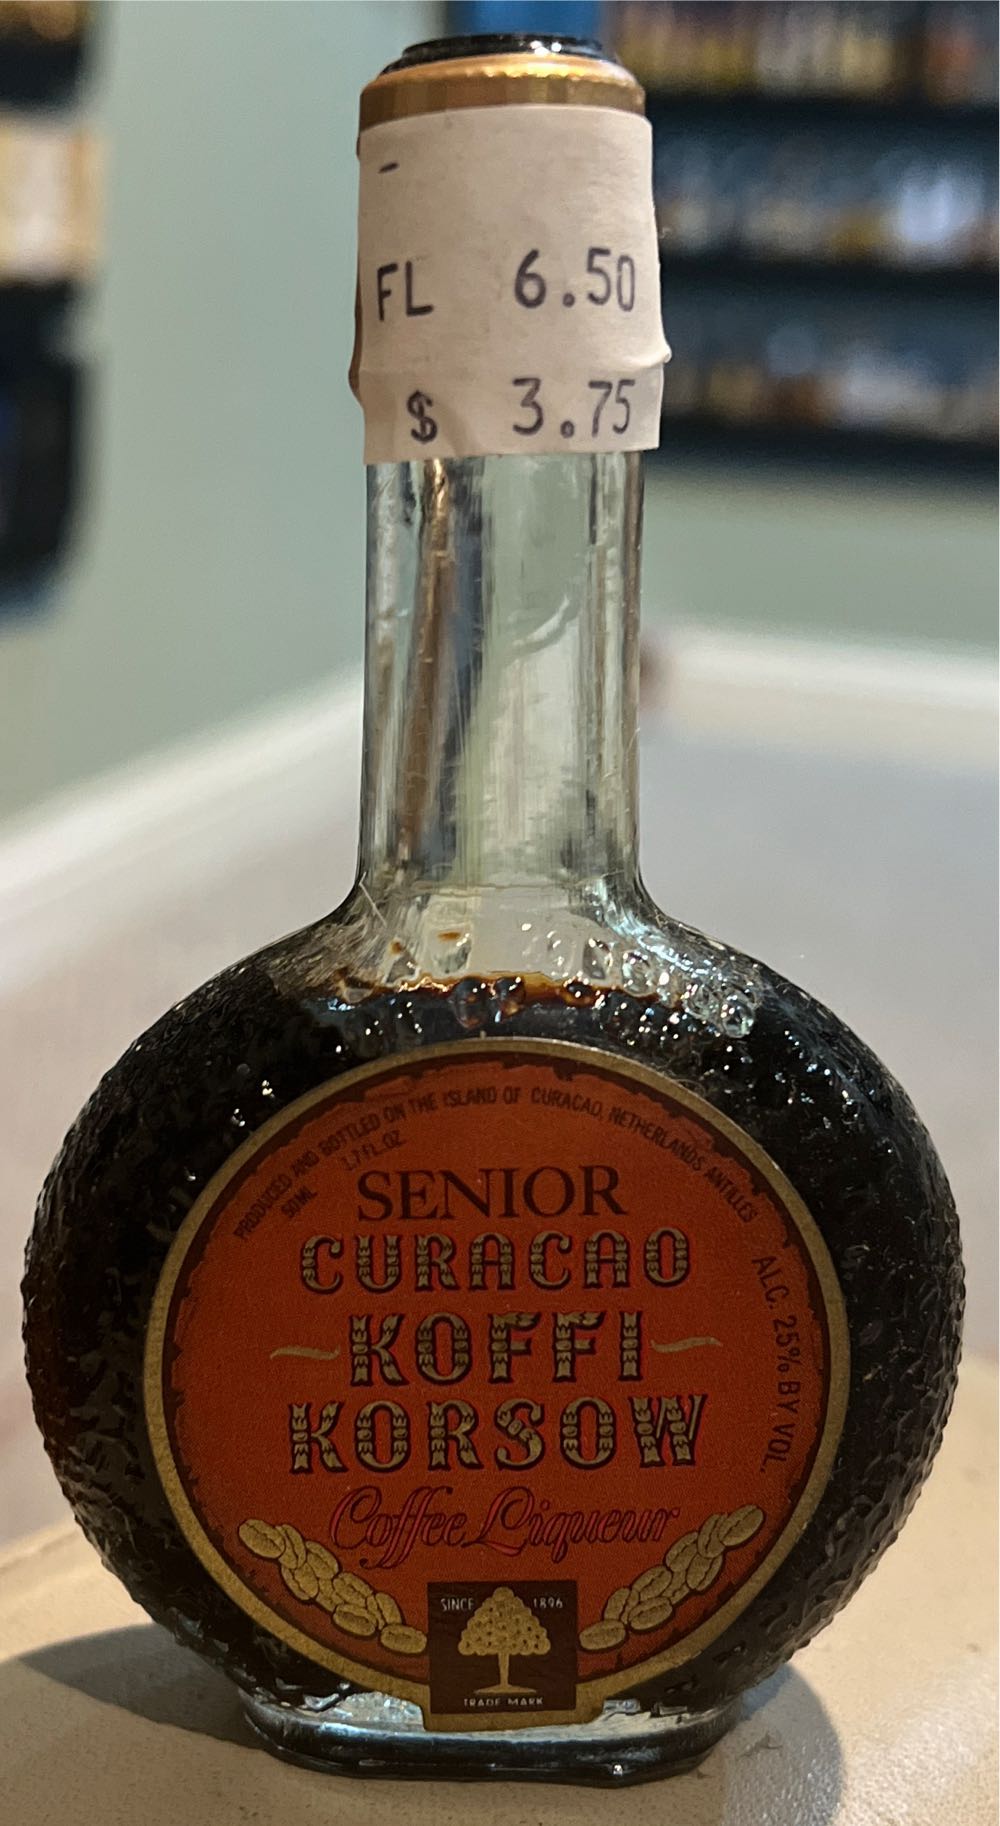 FL 6.50
$ 3.75
PRODUCED AND BOTTLED ON THE ISLAND OF CURACAO, NETHERLANDS ANTILLES
50ML 1.7 FL.OZ
SENIOR
CURACAO
KOFFI
KORSOW
ALC. 25% BY VOL.
Coffee Liqueur
SINCE 1896
TRADE MARK